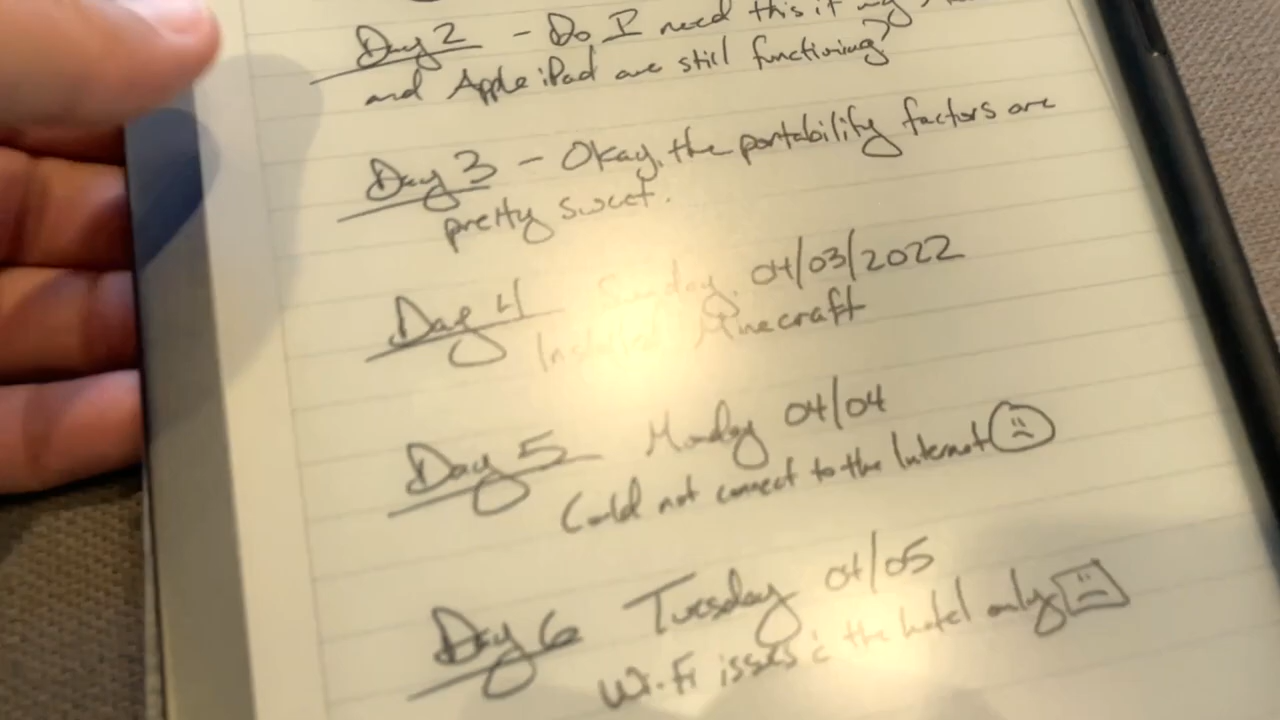 Day 2 - Do I need this if my
and Apple iPad are still functioning?
Day 3 - Okay, the portability factors are
pretty sweet.
Day 4 Sunday, 04/03/2022
Minecraft
Day 5 Monday 04/04
Could not connect to the Internet
Day 6 Tuesday 04/05
Wi-Fi isses the hotel only